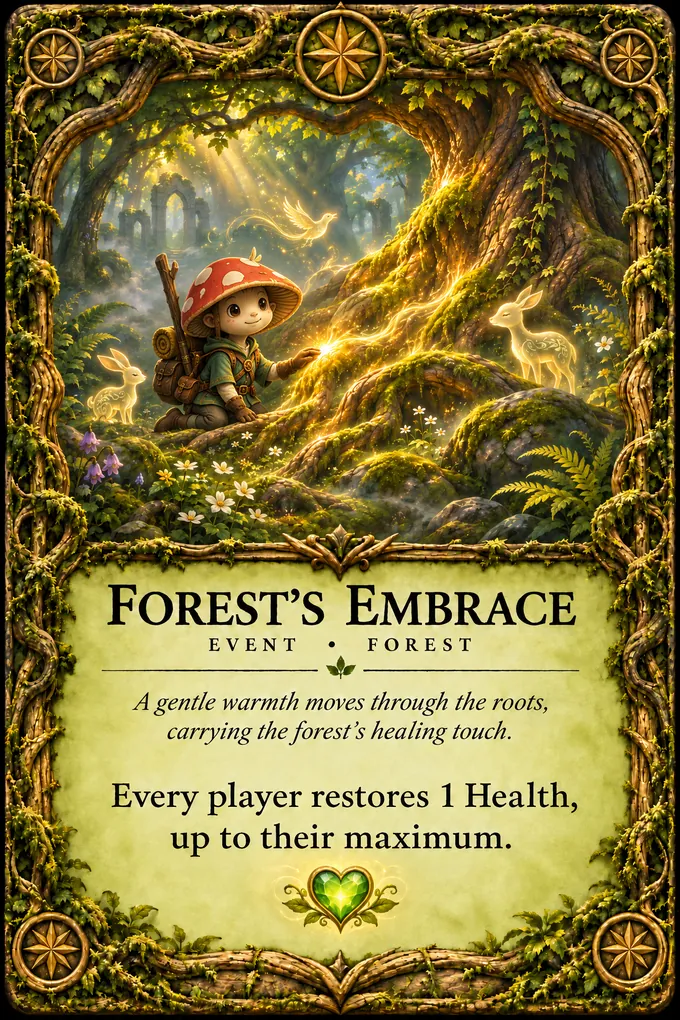 FOREST'S EMBRACE
EVENT • FOREST
A gentle warmth moves through the roots,
carrying the forest's healing touch.
Every player restores 1 Health,
up to their maximum.